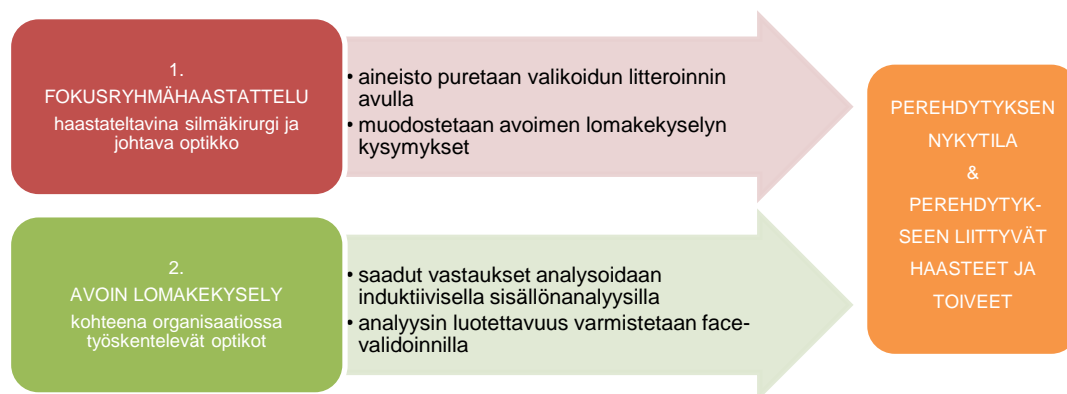 1.
FOKUSRYHMÄHAASTATTELU
haastateltavina silmäkirurgi ja
johtava optikko
• aineisto puretaan valikoidun litteroinnin
avulla
• muodostetaan avoimen lomakekyselyn
kysymykset
2.
AVOIN LOMAKEKYSELY
kohteena organisaatiossa
työskentelevät optikot
• saadut vastaukset analysoidaan
induktiivisella sisällönanalyysilla
• analyysin luotettavuus varmistetaan face-
validoinnilla
PEREHDYTYKSEN
NYKYTILA
&
PEREHDYTYK-
SEEN LIITTYVÄT
HAASTEET JA
TOIVEET